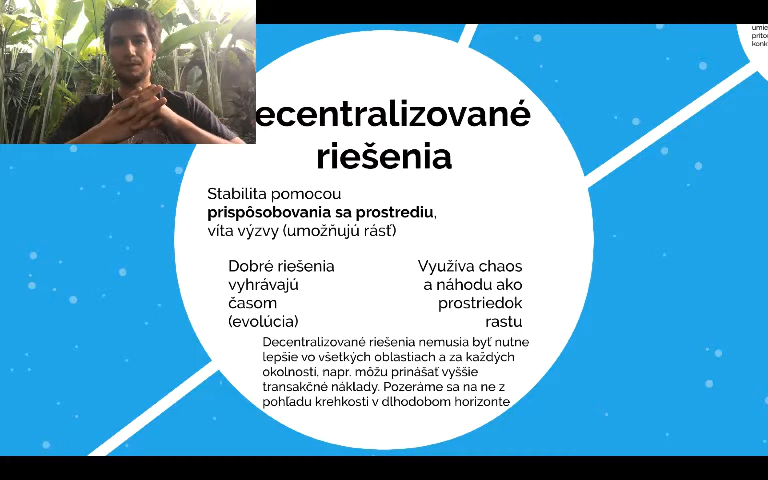 ecentralizované
riešenia
Stabilita pomocou
prispôsobovania sa prostrediu,
víta výzvy (umožňujú rásť)
Dobré riešenia
vyhrávajú
časom
(evolúcia)
Využíva chaos
a náhodu ako
prostriedok
rastu
Decentralizované riešenia nemusia byť nutne
lepšie vo všetkých oblastiach a za každých
okolností, napr. môžu prinášať vyššie
transakčné náklady. Pozeráme sa na ne z
pohľadu krehkosti v dlhodobom horizonte